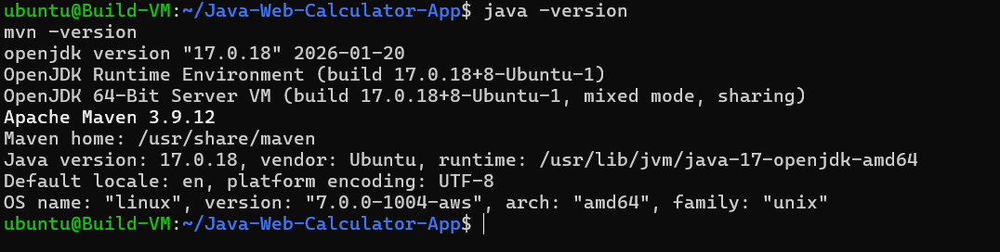 ubuntu@Build-VM:~/Java-Web-Calculator-App$ java -version
mvn -version
openjdk version "17.0.18" 2026-01-20
OpenJDK Runtime Environment (build 17.0.18+8-Ubuntu-1)
OpenJDK 64-Bit Server VM (build 17.0.18+8-Ubuntu-1, mixed mode, sharing)
Apache Maven 3.9.12
Maven home: /usr/share/maven
Java version: 17.0.18, vendor: Ubuntu, runtime: /usr/lib/jvm/java-17-openjdk-amd64
Default locale: en, platform encoding: UTF-8
OS name: "linux", version: "7.0.0-1004-aws", arch: "amd64", family: "unix"
ubuntu@Build-VM:~/Java-Web-Calculator-App$